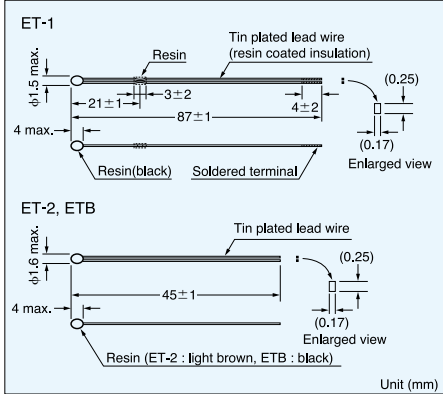 ET-1
Resin
Tin plated lead wire
(resin coated insulation)
ϕ1.5 max.
(0.25)
21±1
3±2
4±2
87±1
4 max.
(0.17)
Enlarged view
Resin(black)
Soldered terminal
ET-2, ETB
Tin plated lead wire
ϕ1.6 max.
(0.25)
45±1
4 max.
(0.17)
Enlarged view
Resin (ET-2 : light brown, ETB : black)
Unit (mm)